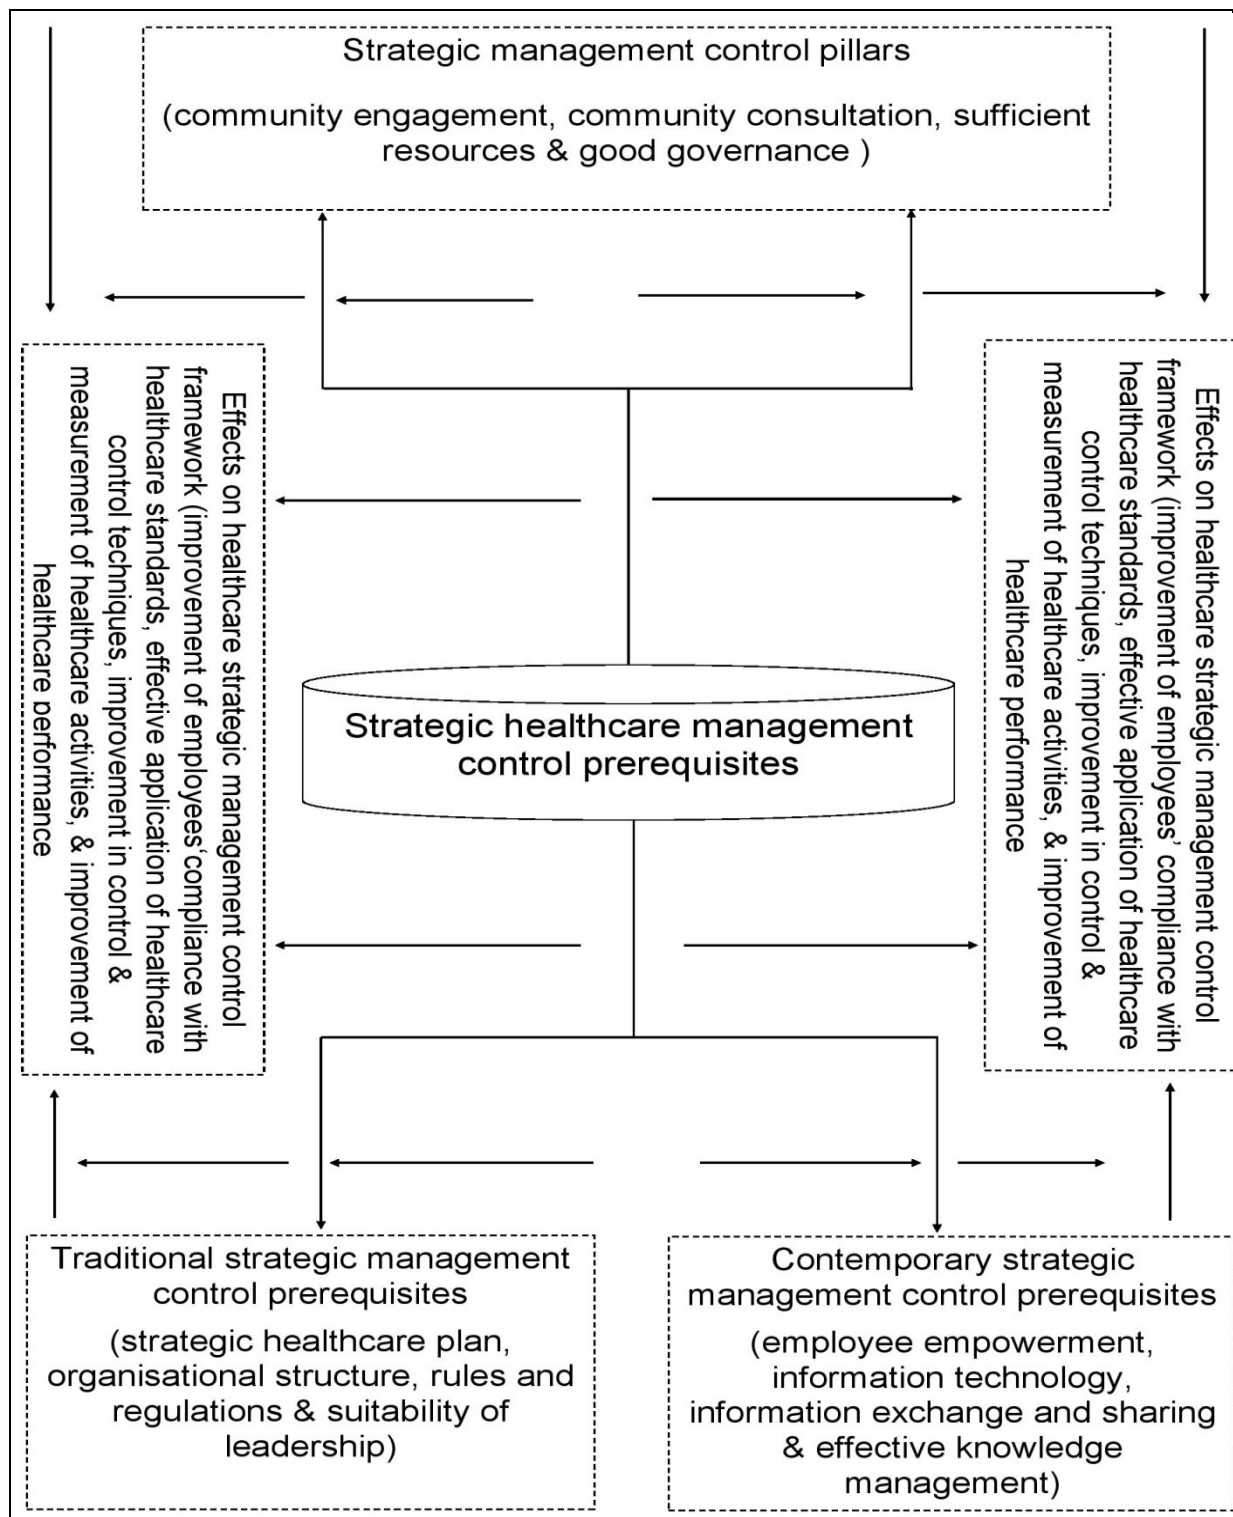 Strategic management control pillars
(community engagement, community consultation, sufficient
resources & good governance )
Effects on healthcare strategic management control
framework (improvement of employees‘compliance with
healthcare standards, effective application of healthcare
control techniques, improvement in control &
measurement of healthcare activities, & improvement of
healthcare performance
Strategic healthcare management
control prerequisites
Effects on healthcare strategic management control
framework (improvement of employees’ compliance with
healthcare standards, effective application of healthcare
control techniques, improvement in control &
measurement of healthcare activities, & improvement of
healthcare performance
Traditional strategic management
control prerequisites
(strategic healthcare plan,
organisational structure, rules and
regulations & suitability of
leadership)
Contemporary strategic
management control prerequisites
(employee empowerment,
information technology,
information exchange and sharing
& effective knowledge
management)